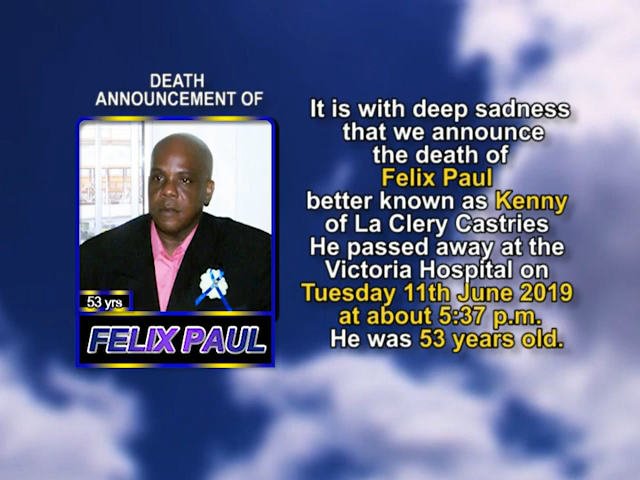 DEATH
ANNOUNCEMENT OF
53 yrs
FELIX PAUL
It is with deep sadness
that we announce
the death of
Felix Paul
better known as Kenny
of La Clery Castries
He passed away at the
Victoria Hospital on
Tuesday 11th June 2019
at about 5:37 p.m.
He was 53 years old.